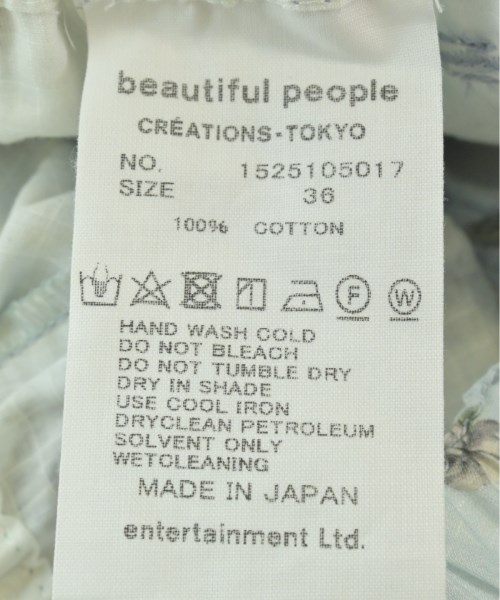 beautiful people
CRÉATIONS-TOKYO
NO. 1525105017
SIZE 36
100% COTTON
F W
HAND WASH COLD
DO NOT BLEACH
DO NOT TUMBLE DRY
DRY IN SHADE
USE COOL IRON
DRYCLEAN PETROLEUM
SOLVENT ONLY
WETCLEANING
MADE IN JAPAN
entertainment Ltd.